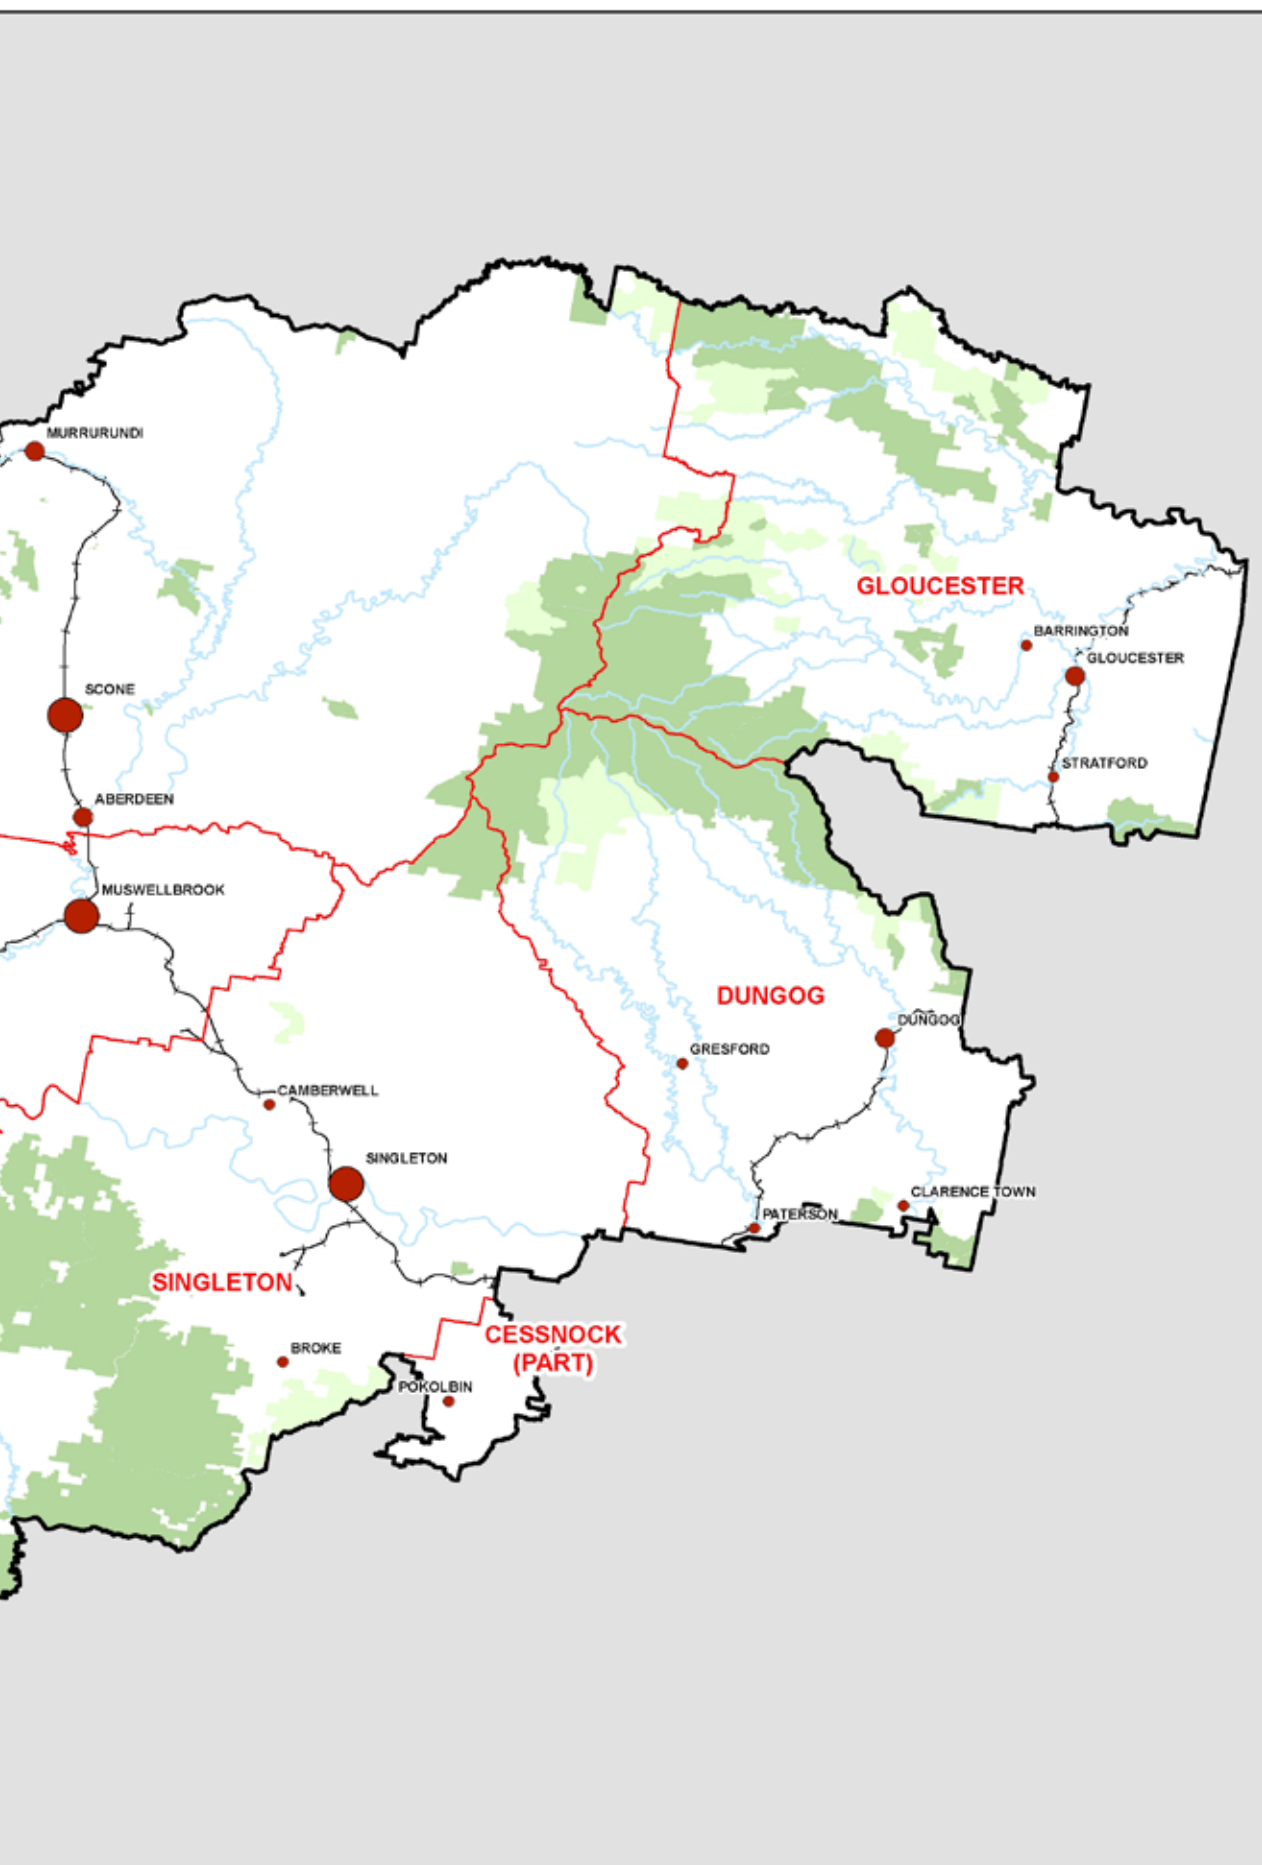 MURRURUNDI
GLOUCESTER
BARRINGTON
GLOUCESTER
SCONE
STRATFORD
ABERDEEN
MUSWELLBROOK
DUNGOG
DUNGOG
GRESFORD
CAMBERWELL
SINGLETON
CLARENCE TOWN
PATERSON
SINGLETON
CESSNOCK
(PART)
BROKE
POKOLBIN